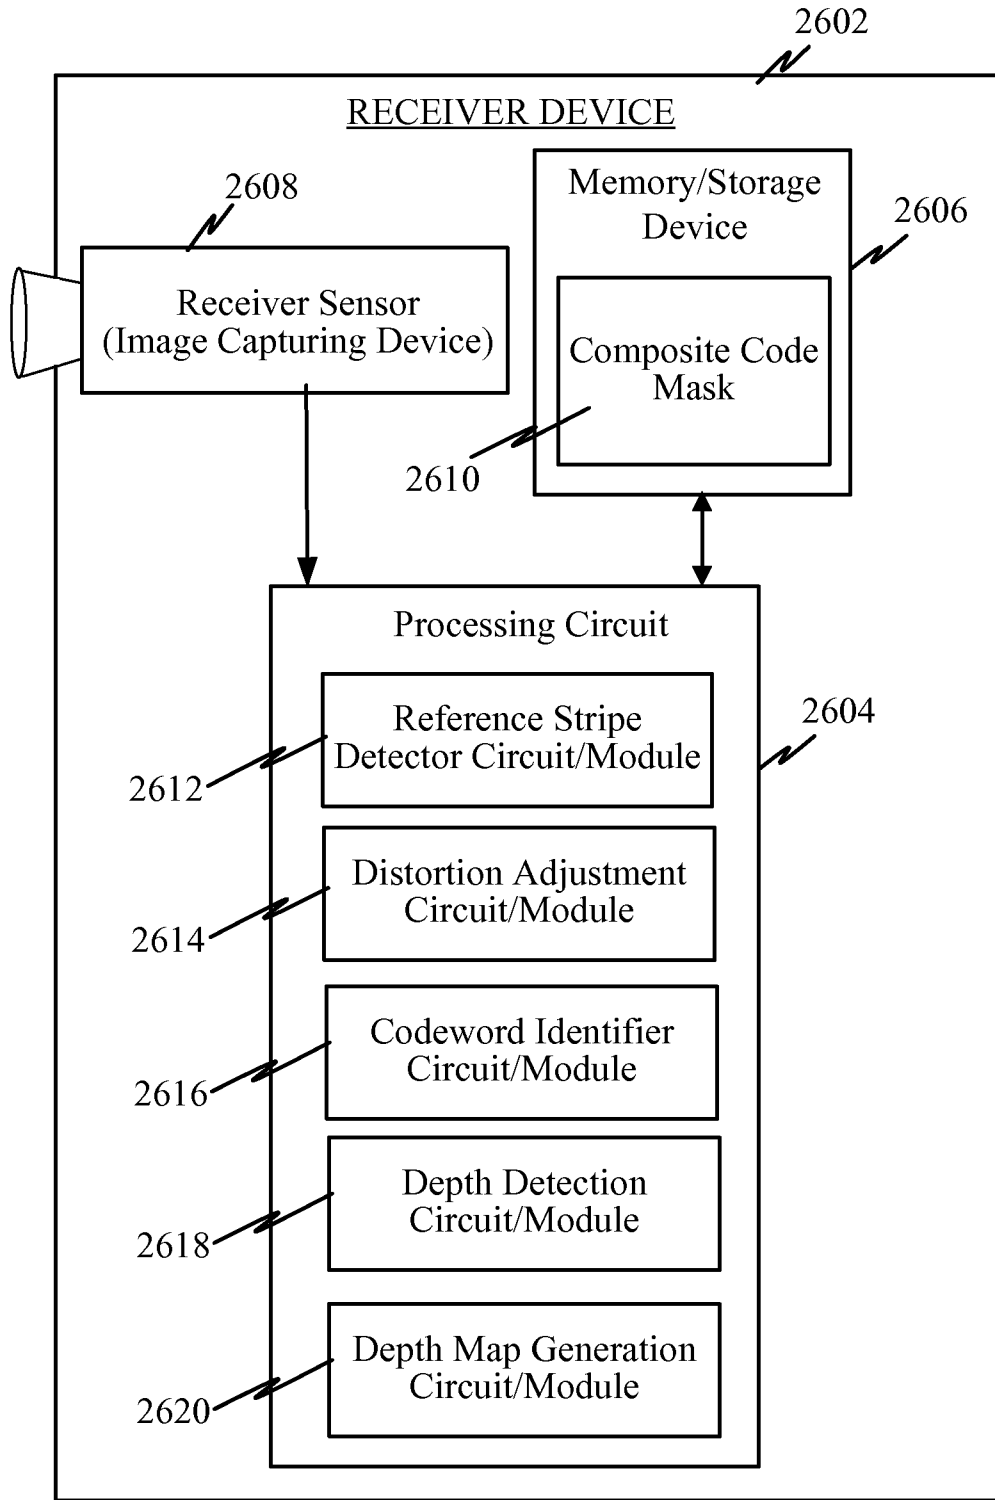 2602
RECEIVER DEVICE
2608
Receiver Sensor
(Image Capturing Device)
Memory/Storage
Device
2606
Composite Code
Mask
2610
Processing Circuit
2604
Reference Stripe
Detector Circuit/Module
2612
Distortion Adjustment
Circuit/Module
2614
Codeword Identifier
Circuit/Module
2616
Depth Detection
Circuit/Module
2618
Depth Map Generation
Circuit/Module
2620